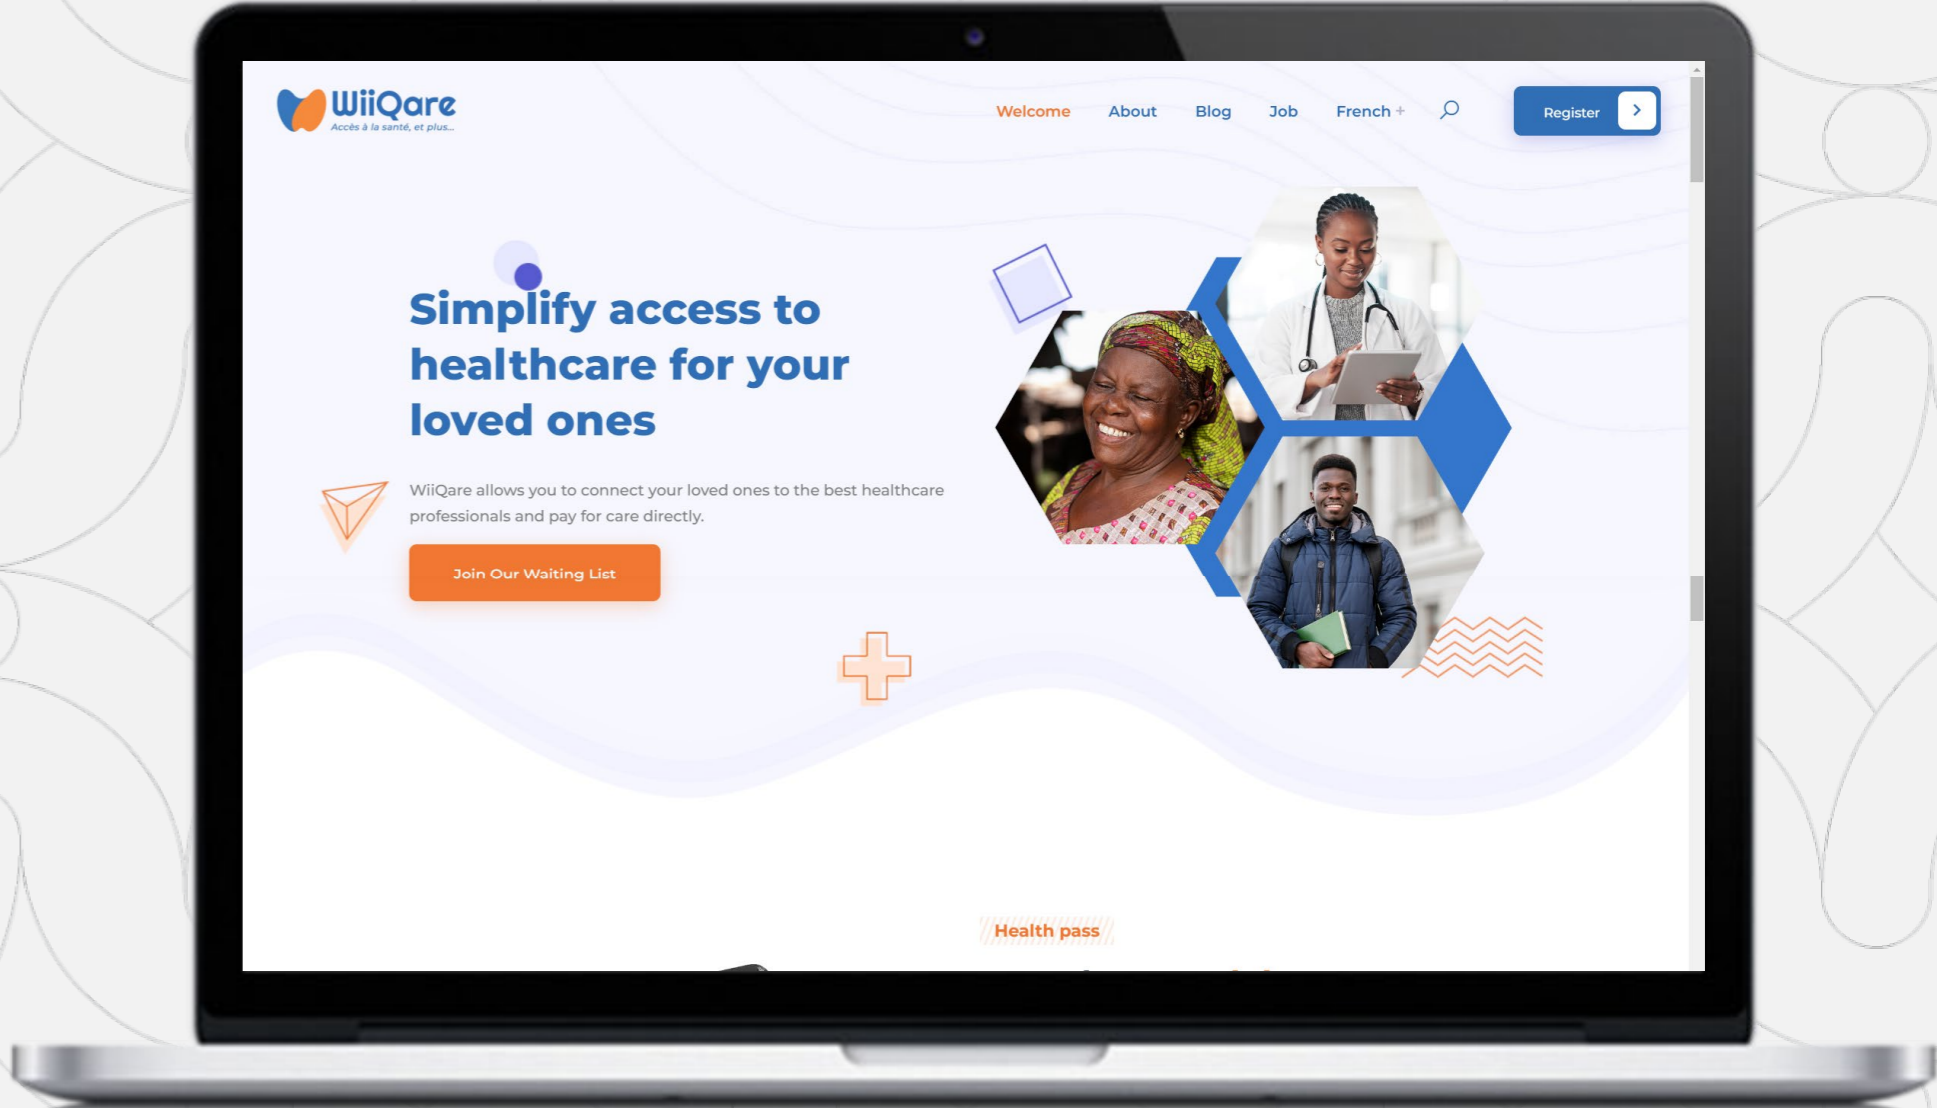 WiiQare
Accès à la santé, et plus...
Welcome About Blog Job French + Register
Simplify access to
healthcare for your
loved ones
WiiQare allows you to connect your loved ones to the best healthcare
professionals and pay for care directly.
Join Our Waiting List
Health pass